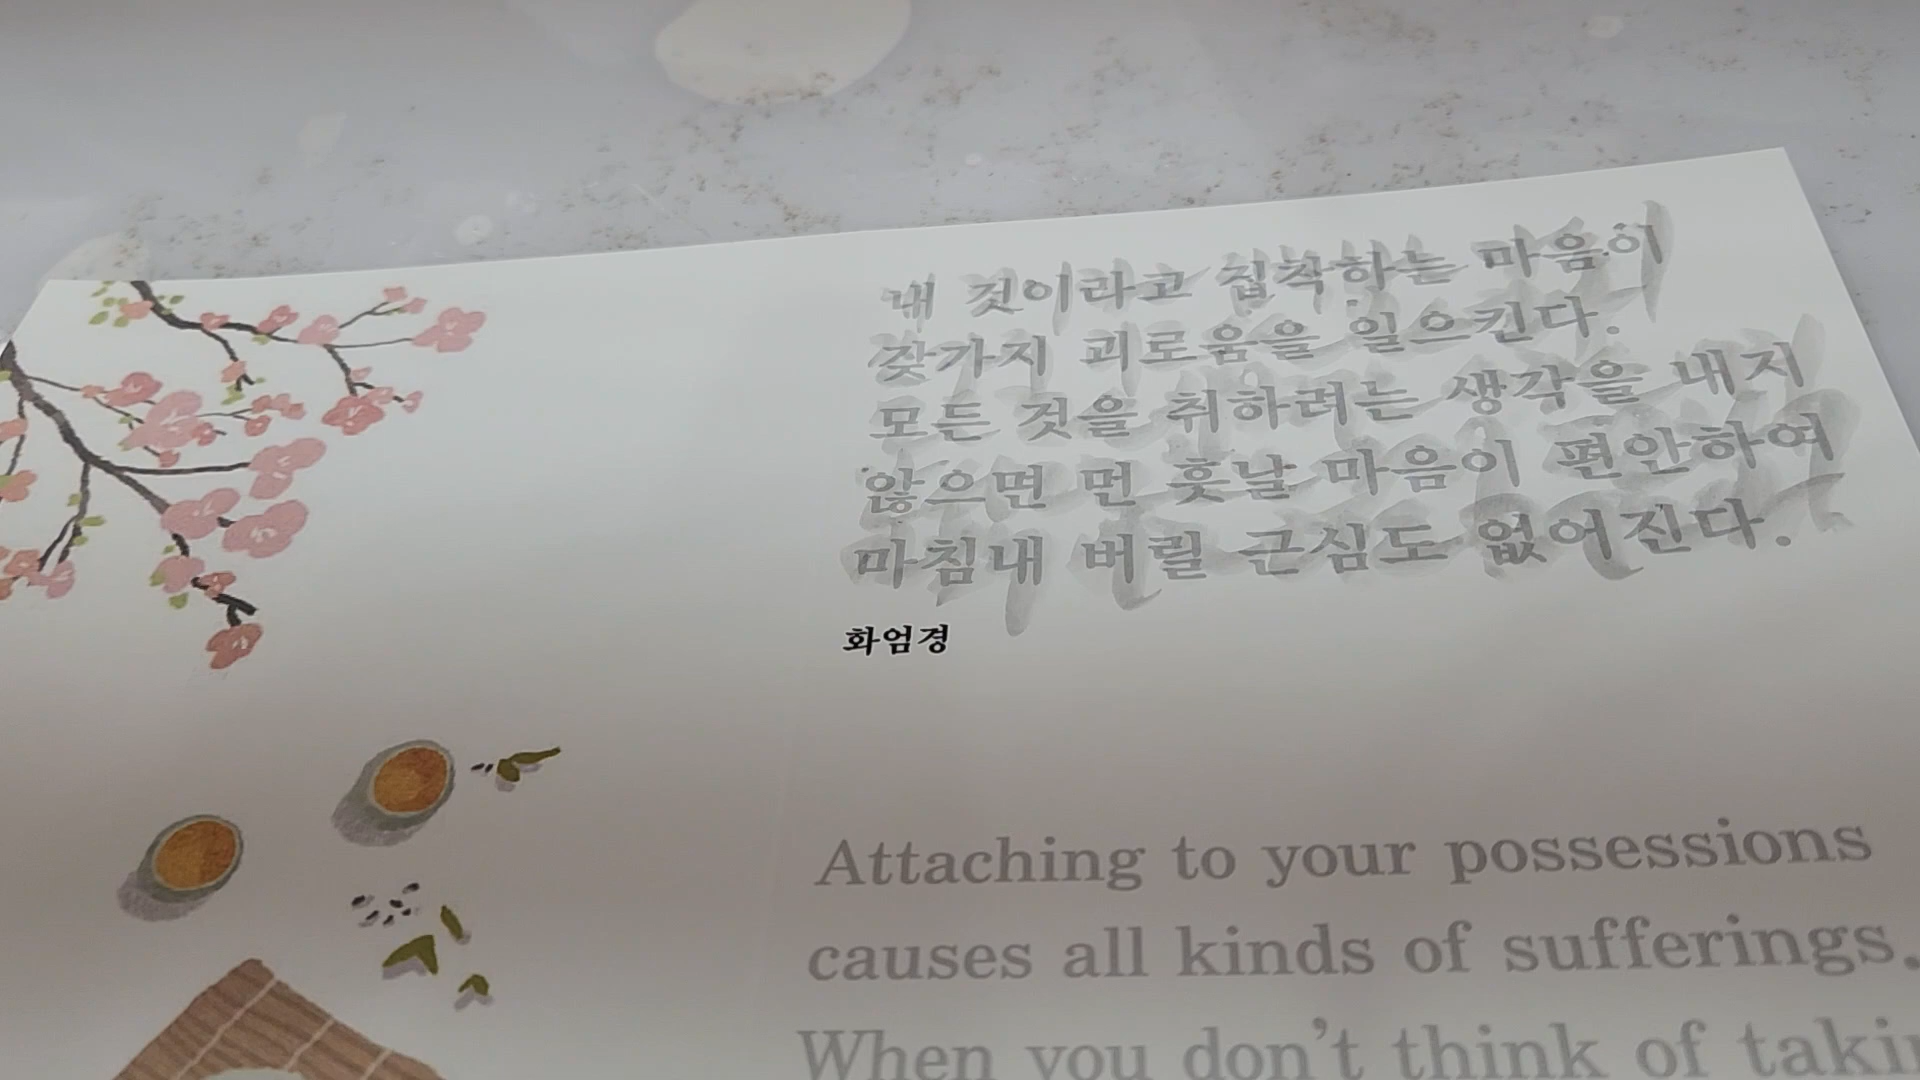 내 것이라고 집착하는 마음이
갖가지 괴로움을 일으킨다.
모든 것을 취하려는 생각을 내지
않으면 먼 훗날 마음이 편안하여
마침내 버릴 근심도 없어진다.
화엄경
Attaching to your possessions
causes all kinds of sufferings.
When you don't think of